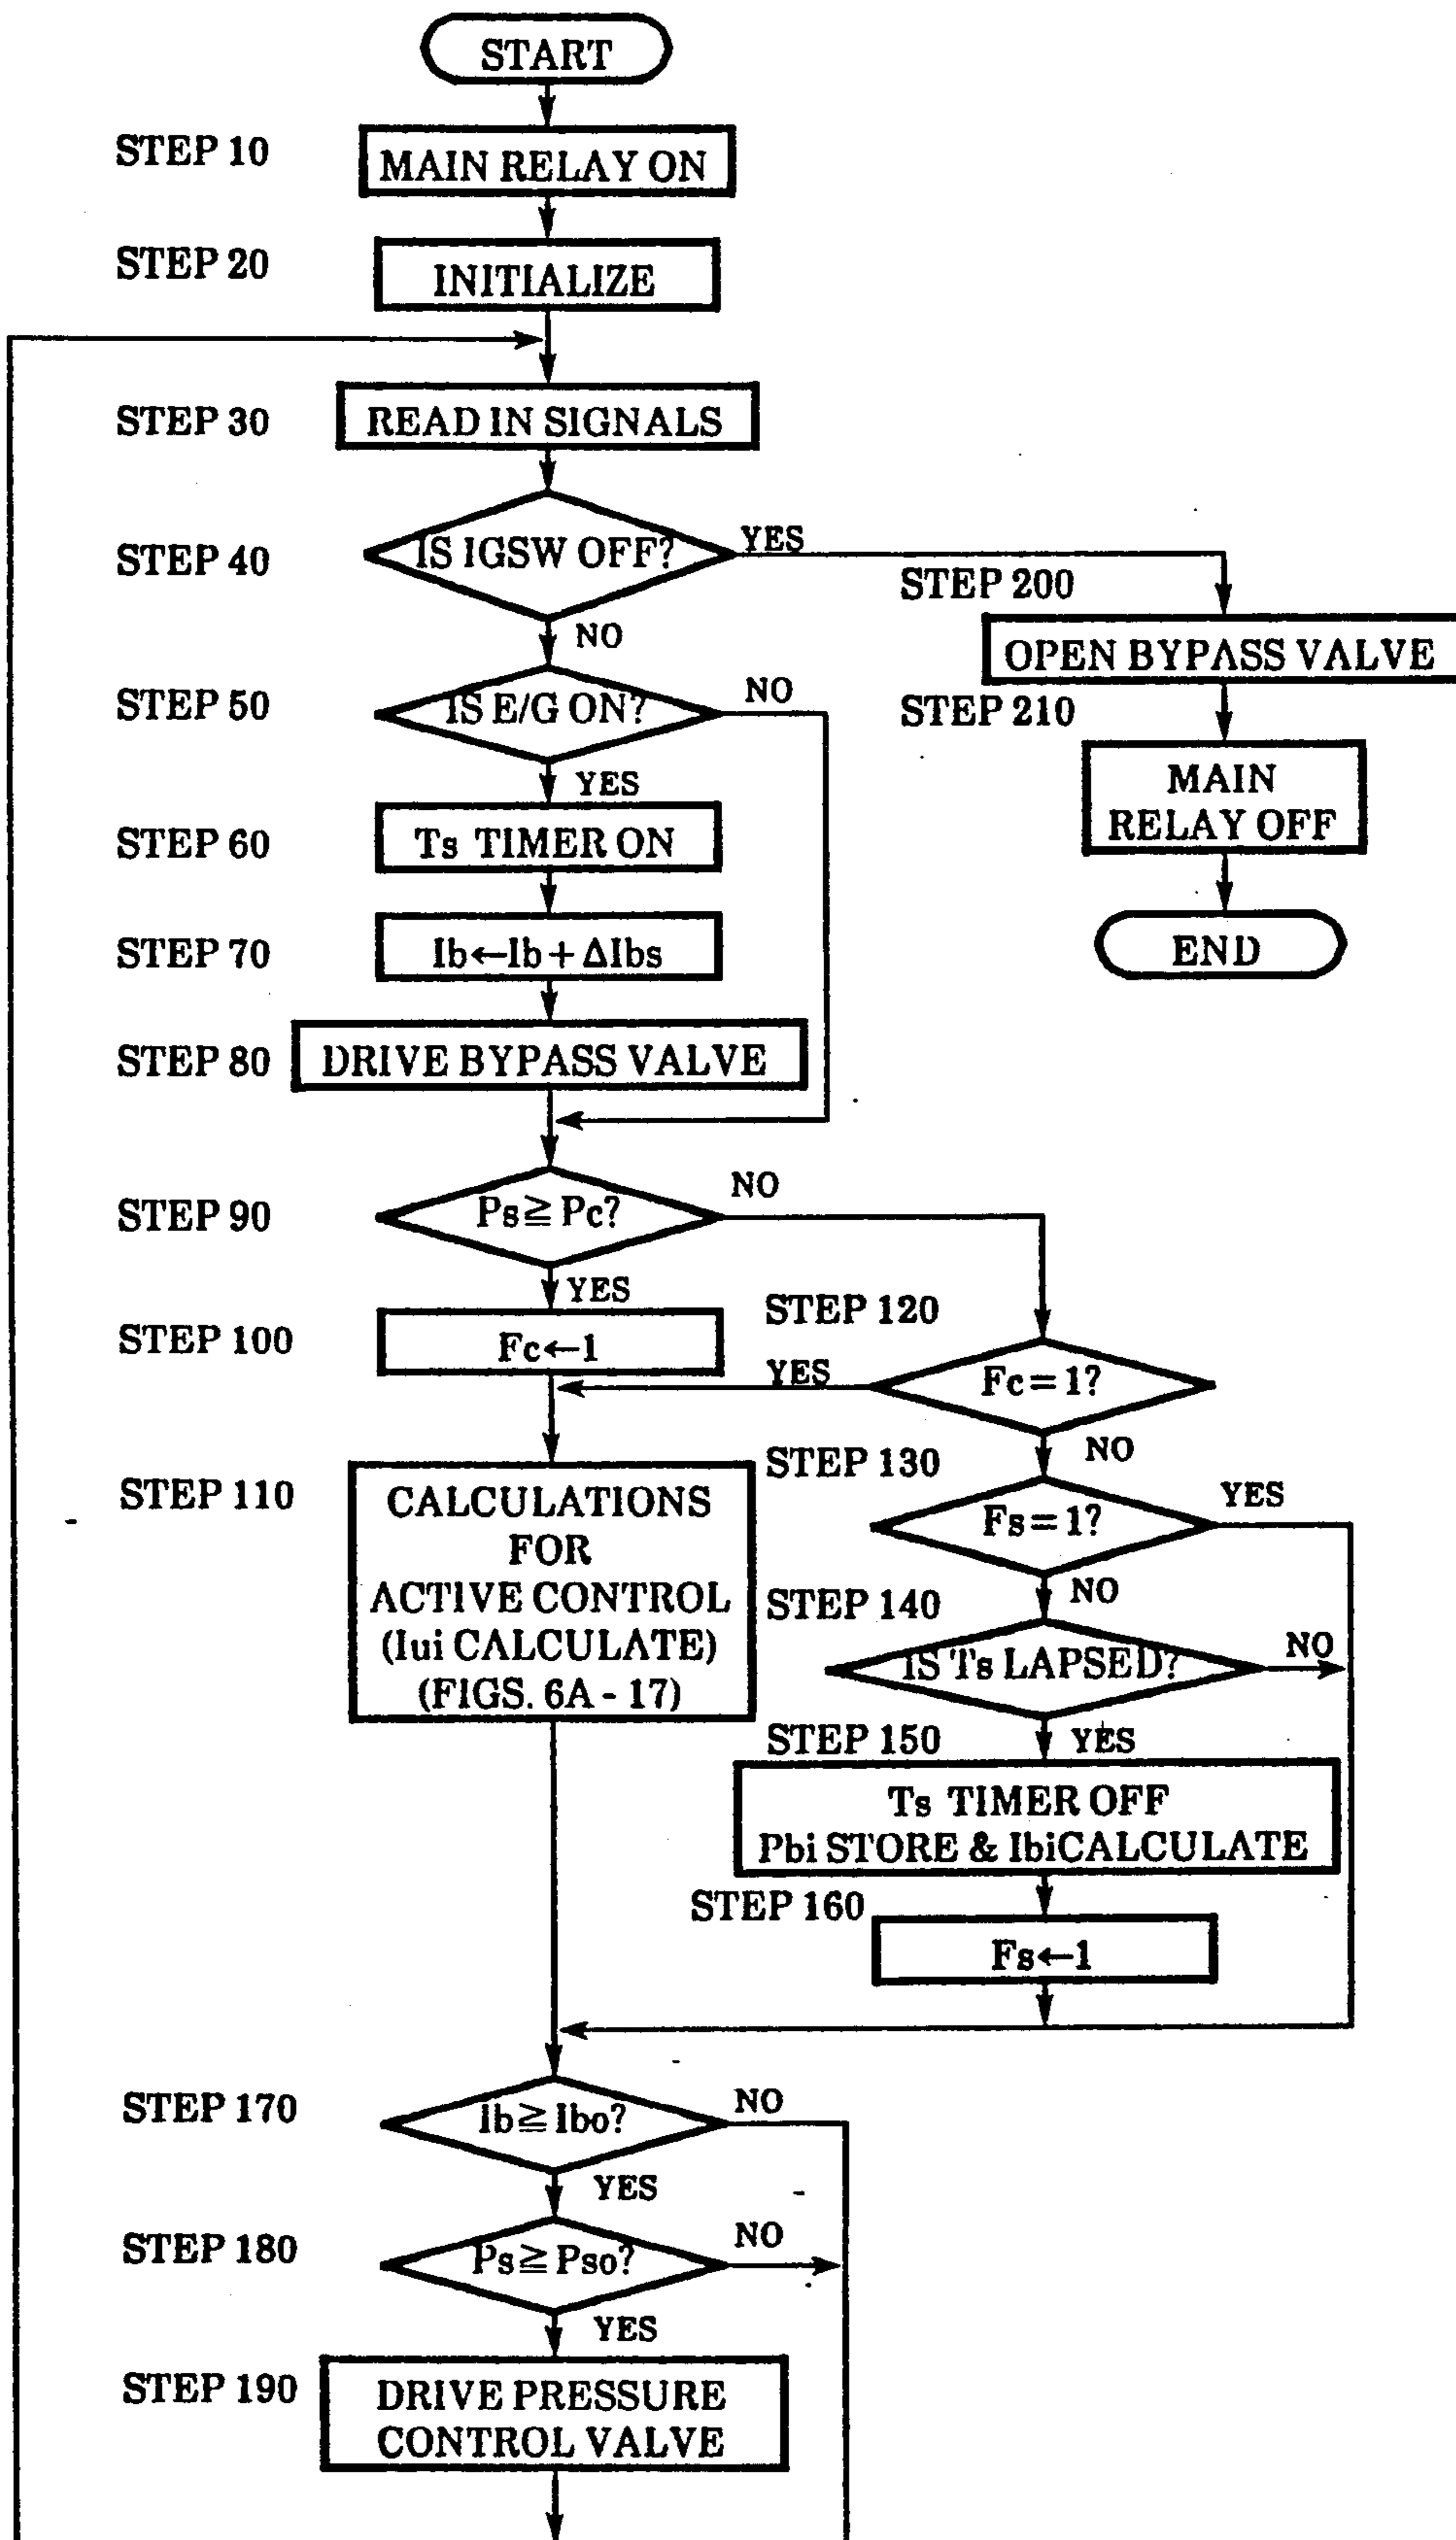 START
STEP 10
MAIN RELAY ON
STEP 20
INITIALIZE
STEP 30
READ IN SIGNALS
STEP 40
IS IGSW OFF?
YES
NO
STEP 200
OPEN BYPASS VALVE
STEP 50
IS E/G ON?
NO
YES
STEP 210
MAIN
RELAY OFF
STEP 60
Ts TIMER ON
STEP 70
Ib←Ib + ΔIbs
END
STEP 80
DRIVE BYPASS VALVE
STEP 90
Ps≧Pc?
NO
YES
STEP 100
Fc←1
STEP 120
Fc=1?
YES
NO
STEP 110
CALCULATIONS
FOR
ACTIVE CONTROL
(Iui CALCULATE)
(FIGS. 6A - 17)
STEP 130
Fs=1?
YES
NO
STEP 140
IS Ts LAPSED?
NO
YES
STEP 150
Ts TIMER OFF
Pbi STORE & IbiCALCULATE
STEP 160
Fs←1
STEP 170
Ib≧Ibo?
NO
YES
STEP 180
Ps≧Pso?
NO
YES
STEP 190
DRIVE PRESSURE
CONTROL VALVE